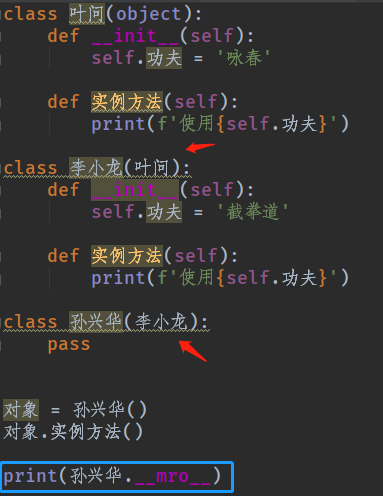 class 叶问(object):
    def __init__(self):
        self.功夫 = '咏春'
    def 实例方法(self):
        print(f'使用{self.功夫}')
class 李小龙(叶问):
    def __init__(self):
        self.功夫 = '截拳道'
    def 实例方法(self):
        print(f'使用{self.功夫}')
class 孙兴华(李小龙):
    pass
对象 = 孙兴华()
对象.实例方法()
print(孙兴华.__mro__)